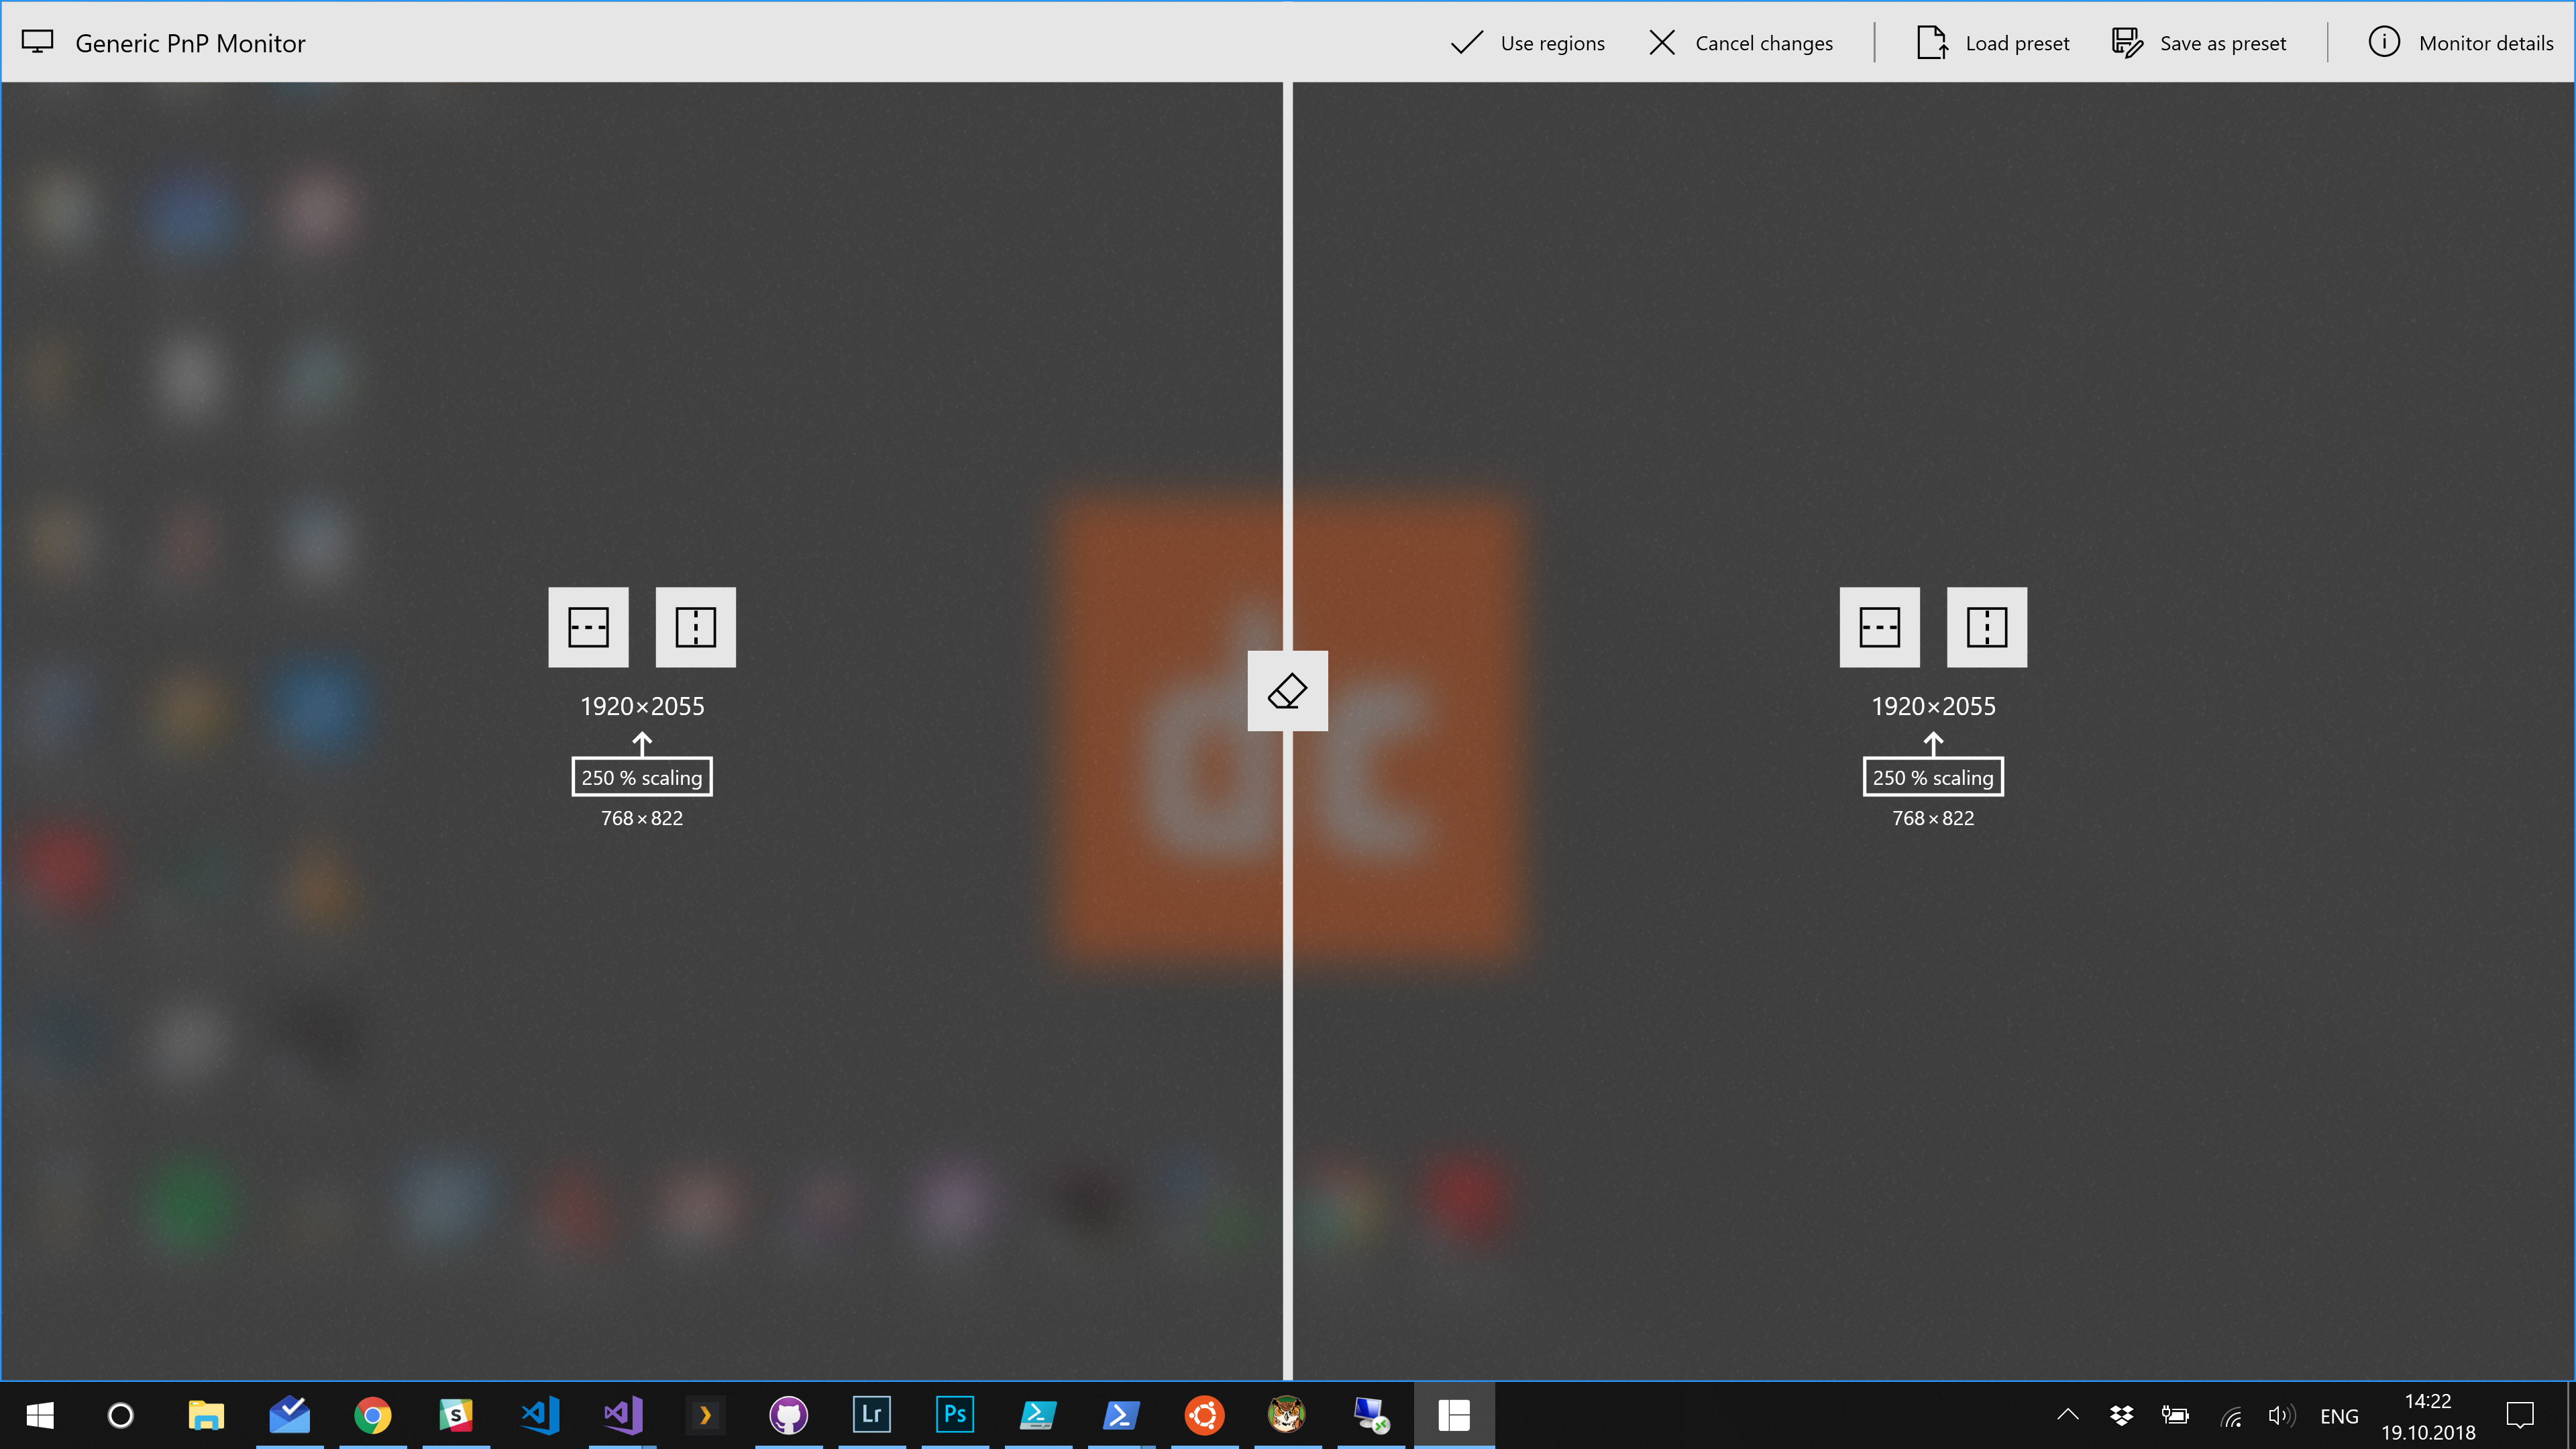 Generic PnP Monitor
Use regions
Cancel changes
Load preset
Save as preset
Monitor details
1920×2055
250 % scaling
768×822
dc
1920×2055
250 % scaling
768×822
S
Lr
Ps
ENG
14:22
19.10.2018